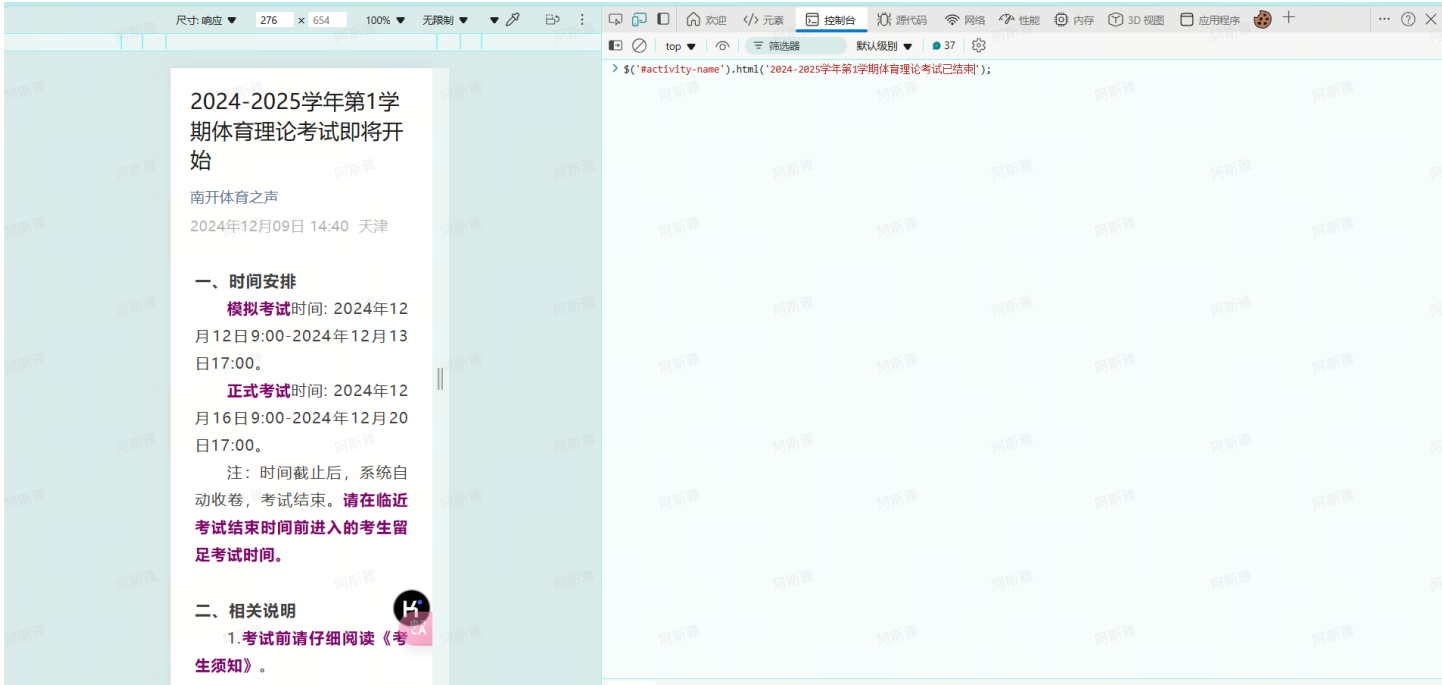 尺寸: 响应 ▼ 276 × 654 100% ▼ 无限制 ▼
欢迎 </> 元素 控制台 源代码 网络 性能 内存 3D 视图 应用程序
top ▼ 筛选器 默认级别 ▼ 37
$('#activity-name').html('2024-2025学年第1学期体育理论考试已结束');
2024-2025学年第1学
期体育理论考试即将开
始
南开体育之声
2024年12月09日 14:40 天津
一、时间安排
模拟考试时间: 2024年12
月12日9:00-2024年12月13
日17:00。
正式考试时间: 2024年12
月16日9:00-2024年12月20
日17:00。
注：时间截止后，系统自
动收卷，考试结束。请在临近
考试结束时间前进入的考生留
足考试时间。
二、相关说明
1.考试前请仔细阅读《考
生须知》。
阿斯雅